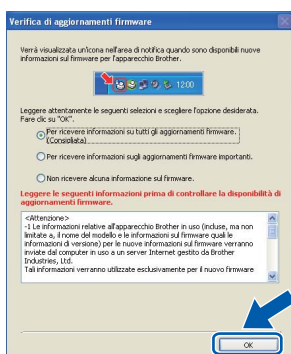 Verifica di aggiornamenti firmware
Verrá visualizzata un'icona nell'area di notifica quando sono disponibili nuove
informazioni sul firmware per l'apparecchio Brother.
1200
Leggere attentamente le seguenti selezioni e scegliere l'opzione desiderata.
Fare clic su "OK".
Per ricevere informazioni su tutti gli aggiornamenti firmware.
(Consigliata)
Per ricevere informazioni sugli aggiornamenti firmware importanti.
Non ricevere alcuna informazione sul firmware.
Leggere le seguenti informazioni prima di controllare la disponibilità di
aggiornamenti firmware.
<Attenzione>
-1 Le informazioni relative all'apparecchio Brother in uso (incluse, ma non
limitate a, il nome del modello e le informazioni sul firmware quali le
informazioni di versione) per le nuove informazioni sul firmware verranno
inviate dal computer in uso a un server Internet gestito da Brother
Industries, Ltd.
Tali informazioni verranno utilizzate esclusivamente per il nuovo firmware
OK